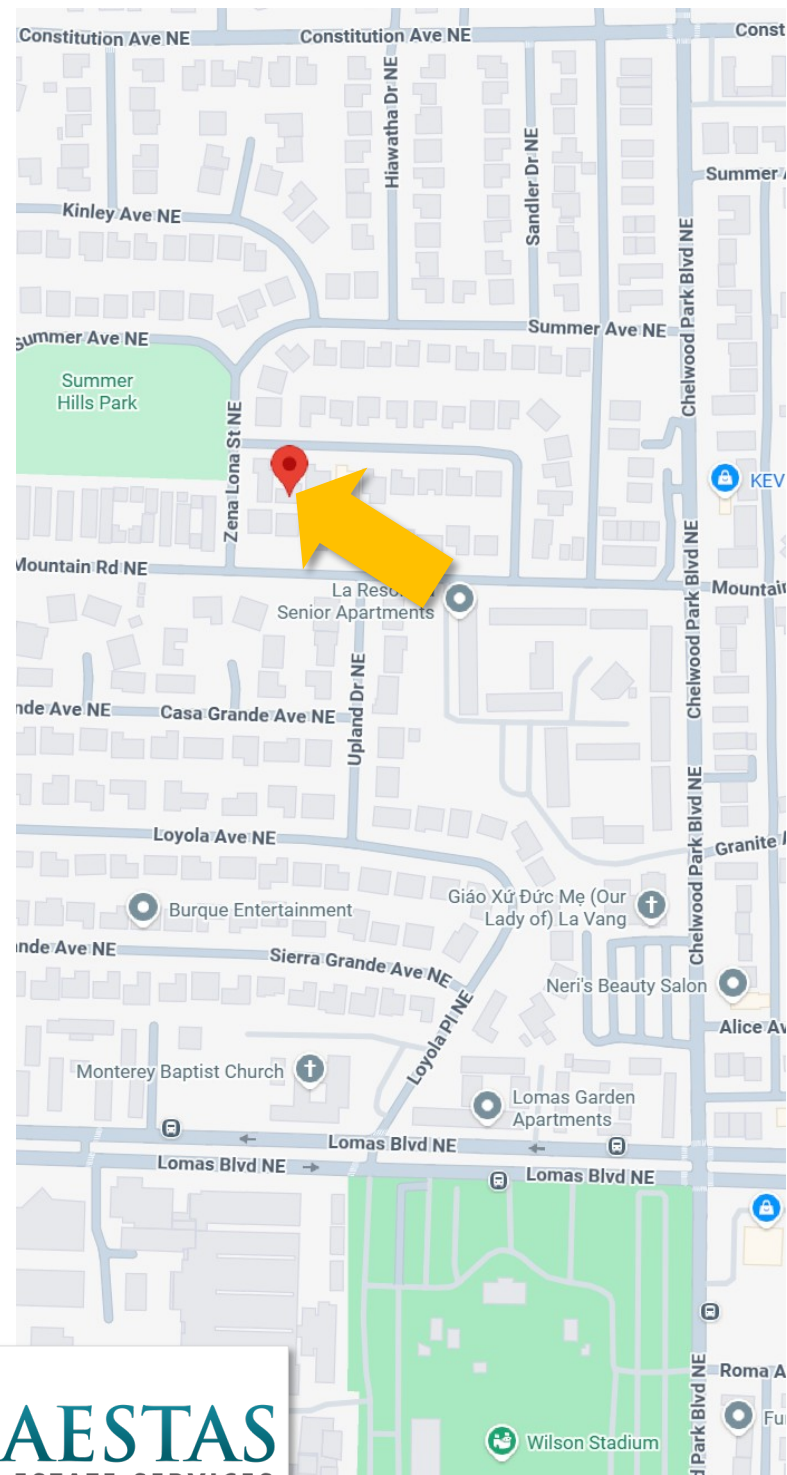 Constitution Ave NE
Constitution Ave NE
Const
Hiawatha Dr NE
Sandler Dr NE
Summer
Kinley Ave NE
Chelwood Park Blvd NE
Summer Ave NE
Summer Ave NE
Summer
Hills Park
Zena Lona St NE
KEV
Chelwood Park Blvd NE
Mountain Rd NE
La Reso
Senior Apartments
Mountain
Upland Dr NE
nde Ave NE
Casa Grande Ave NE
Chelwood Park Blvd NE
Loyola Ave NE
Granite
Giáo Xứ Đức Mẹ (Our
Lady of) La Vang
Burque Entertainment
ande Ave NE
Sierra Grande Ave NE
Neri's Beauty Salon
Alice Av
Loyola Pl NE
Monterey Baptist Church
Lomas Garden
Apartments
Lomas Blvd NE
Lomas Blvd NE
Lomas Blvd NE
Roma A
d Park Blvd NE
Fu
Wilson Stadium
AESTAS
ESTATE SERVICES